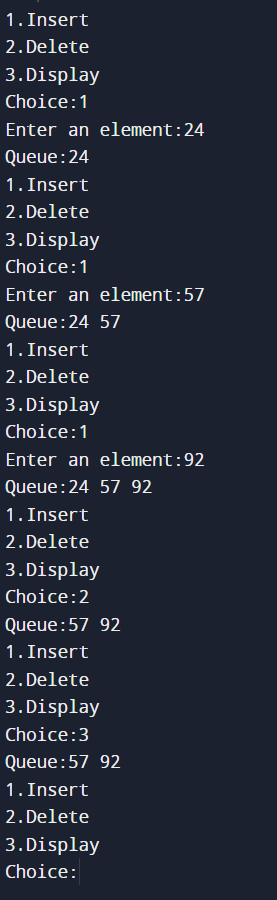 1.Insert
2.Delete
3.Display
Choice:1
Enter an element:24
Queue:24
1.Insert
2.Delete
3.Display
Choice:1
Enter an element:57
Queue:24 57
1.Insert
2.Delete
3.Display
Choice:1
Enter an element:92
Queue:24 57 92
1.Insert
2.Delete
3.Display
Choice:2
Queue:57 92
1.Insert
2.Delete
3.Display
Choice:3
Queue:57 92
1.Insert
2.Delete
3.Display
Choice: